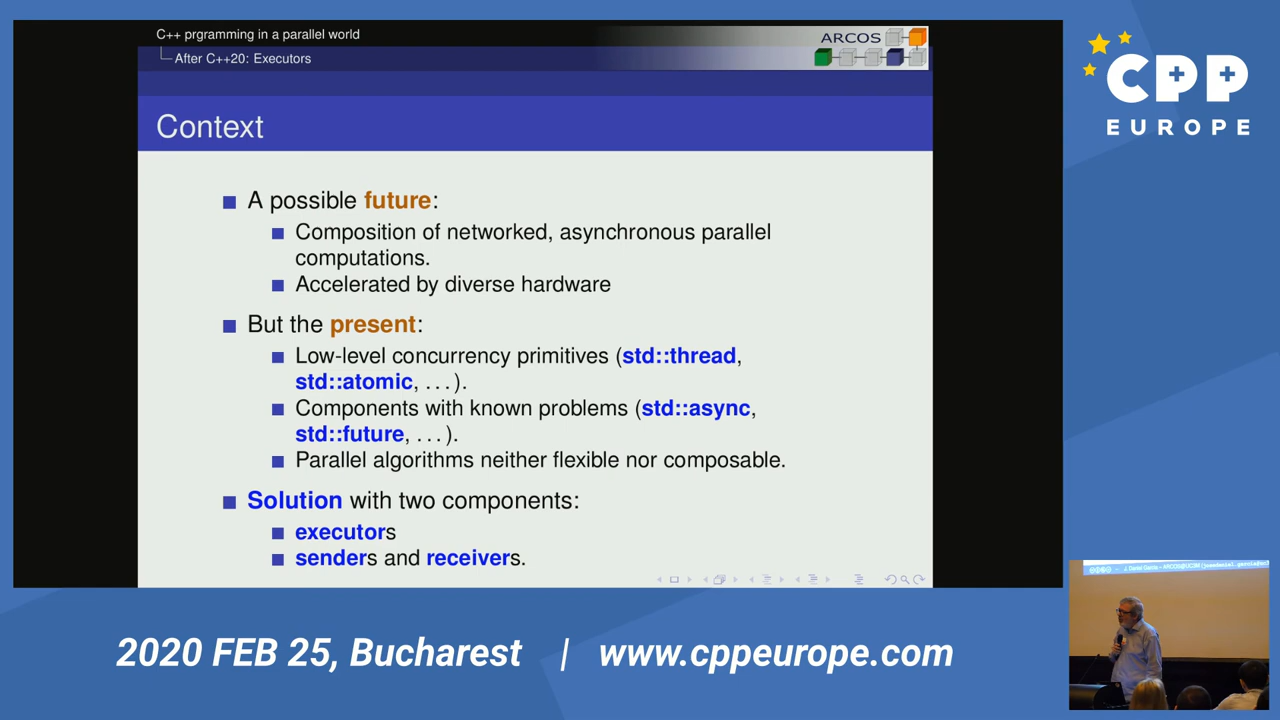 C++ prgramming in a parallel world
After C++20: Executors
ARCOS
Context
A possible future:
Composition of networked, asynchronous parallel
computations.
Accelerated by diverse hardware
But the present:
Low-level concurrency primitives (std::thread,
std::atomic, ...).
Components with known problems (std::async,
std::future, ...).
Parallel algorithms neither flexible nor composable.
Solution with two components:
executors
senders and receivers.
CPP
EUROPE
2020 FEB 25, Bucharest | www.cppeurope.com